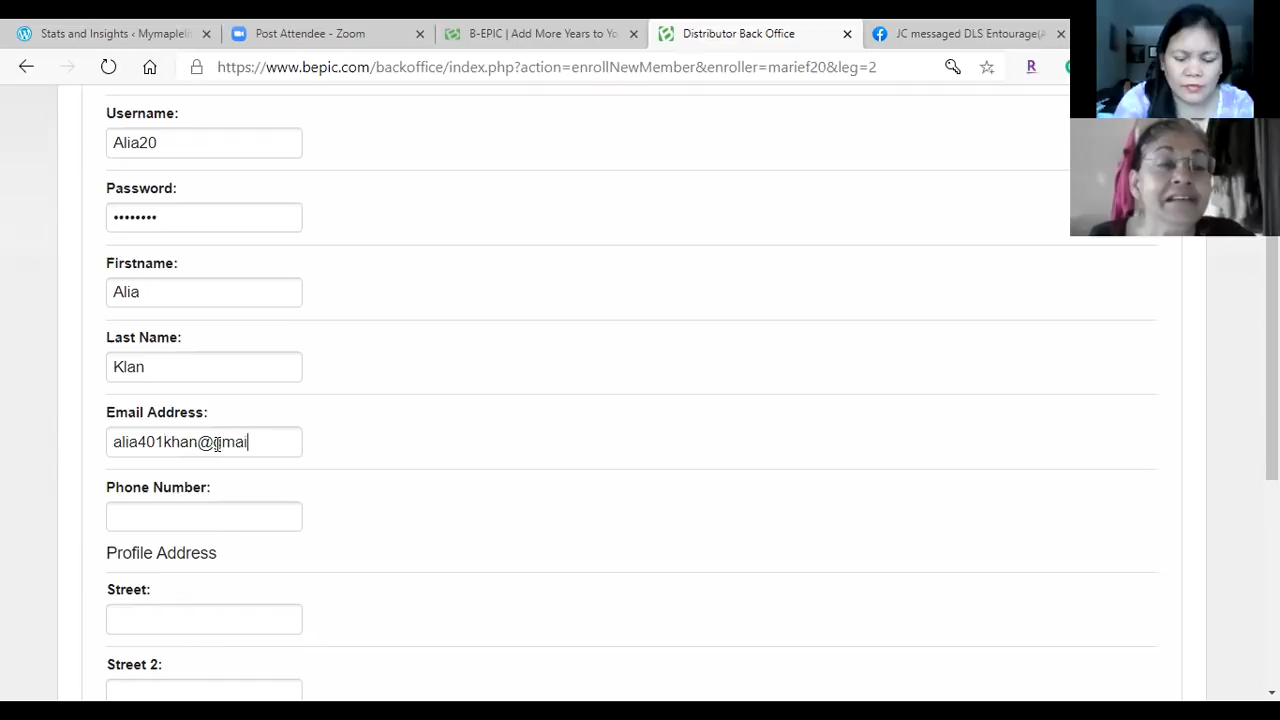 Stats and Insights ‹ Mymapleli
Post Attendee - Zoom
B-EPIC | Add More Years to Yo
Distributor Back Office
JC messaged DLS Entourage(
https://www.bepic.com/backoffice/index.php?action=enrollNewMember&enroller=marief20&leg=2
R
Username:
Alia20
Password:
••••••••
Firstname:
Alia
Last Name:
Klan
Email Address:
alia401khan@gmai
Phone Number:
Profile Address
Street:
Street 2: